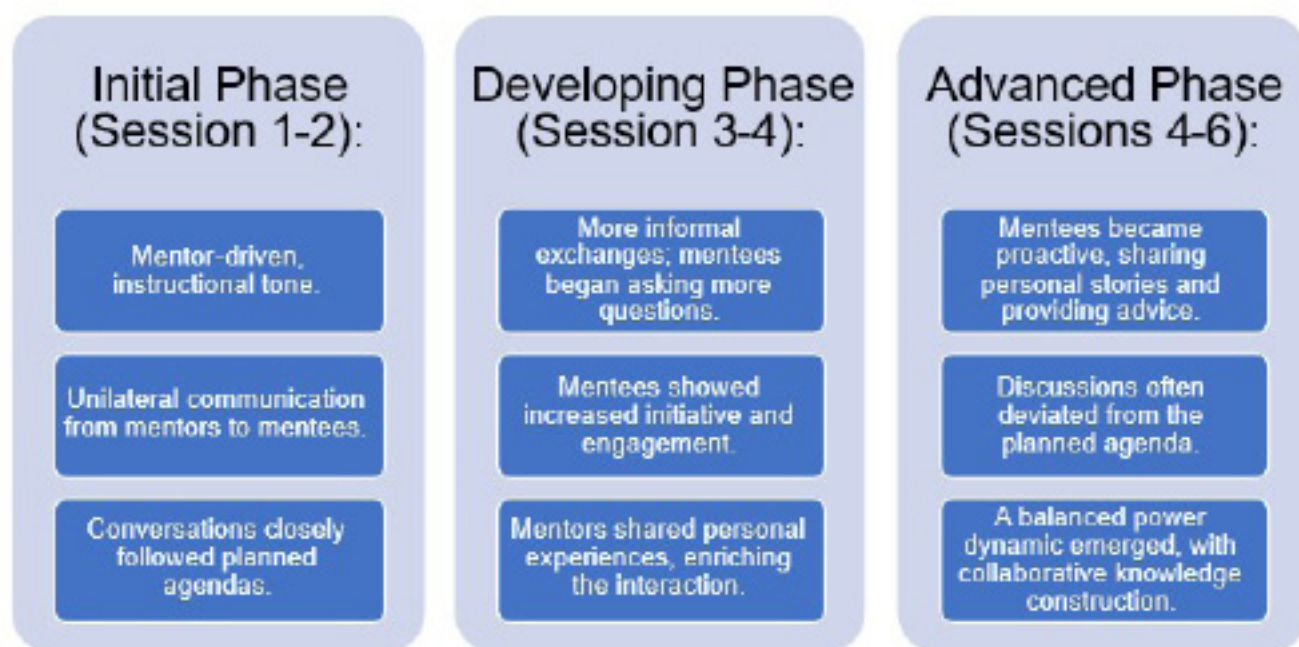 Initial Phase
(Session 1-2):
Mentor-driven,
instructional tone.
Unilateral communication
from mentors to mentees.
Conversations closely
followed planned
agendas.
Developing Phase
(Session 3-4):
More informal
exchanges; mentees
began asking more
questions.
Mentees showed
increased initiative and
engagement.
Mentors shared personal
experiences, enriching
the interaction.
Advanced Phase
(Sessions 4-6):
Mentees became
proactive, sharing
personal stories and
providing advice.
Discussions often
deviated from the
planned agenda.
A balanced power
dynamic emerged, with
collaborative knowledge
construction.